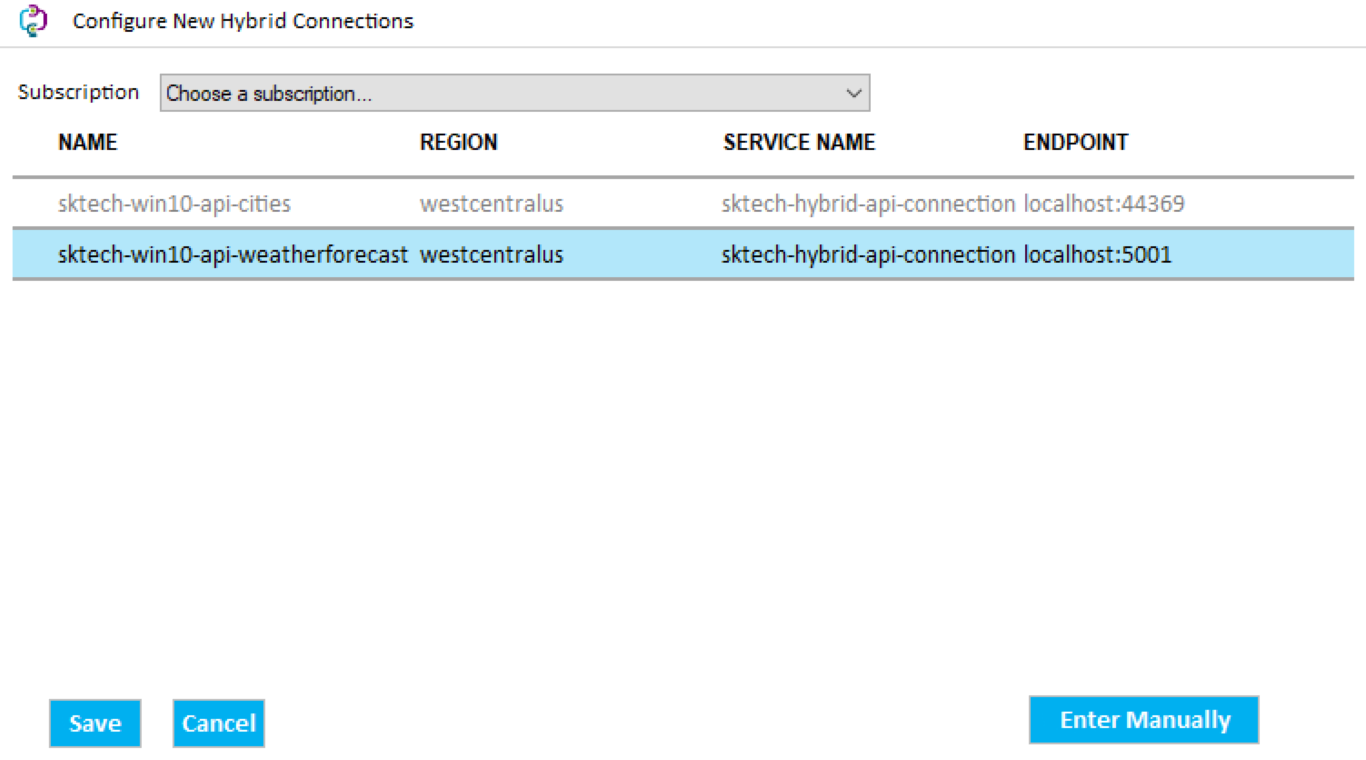 Configure New Hybrid Connections
Subscription Choose a subscription...
NAME REGION SERVICE NAME ENDPOINT
sktech-win10-api-cities westcentralus sktech-hybrid-api-connection localhost:44369
sktech-win10-api-weatherforecast westcentralus sktech-hybrid-api-connection localhost:5001
Save Cancel Enter Manually